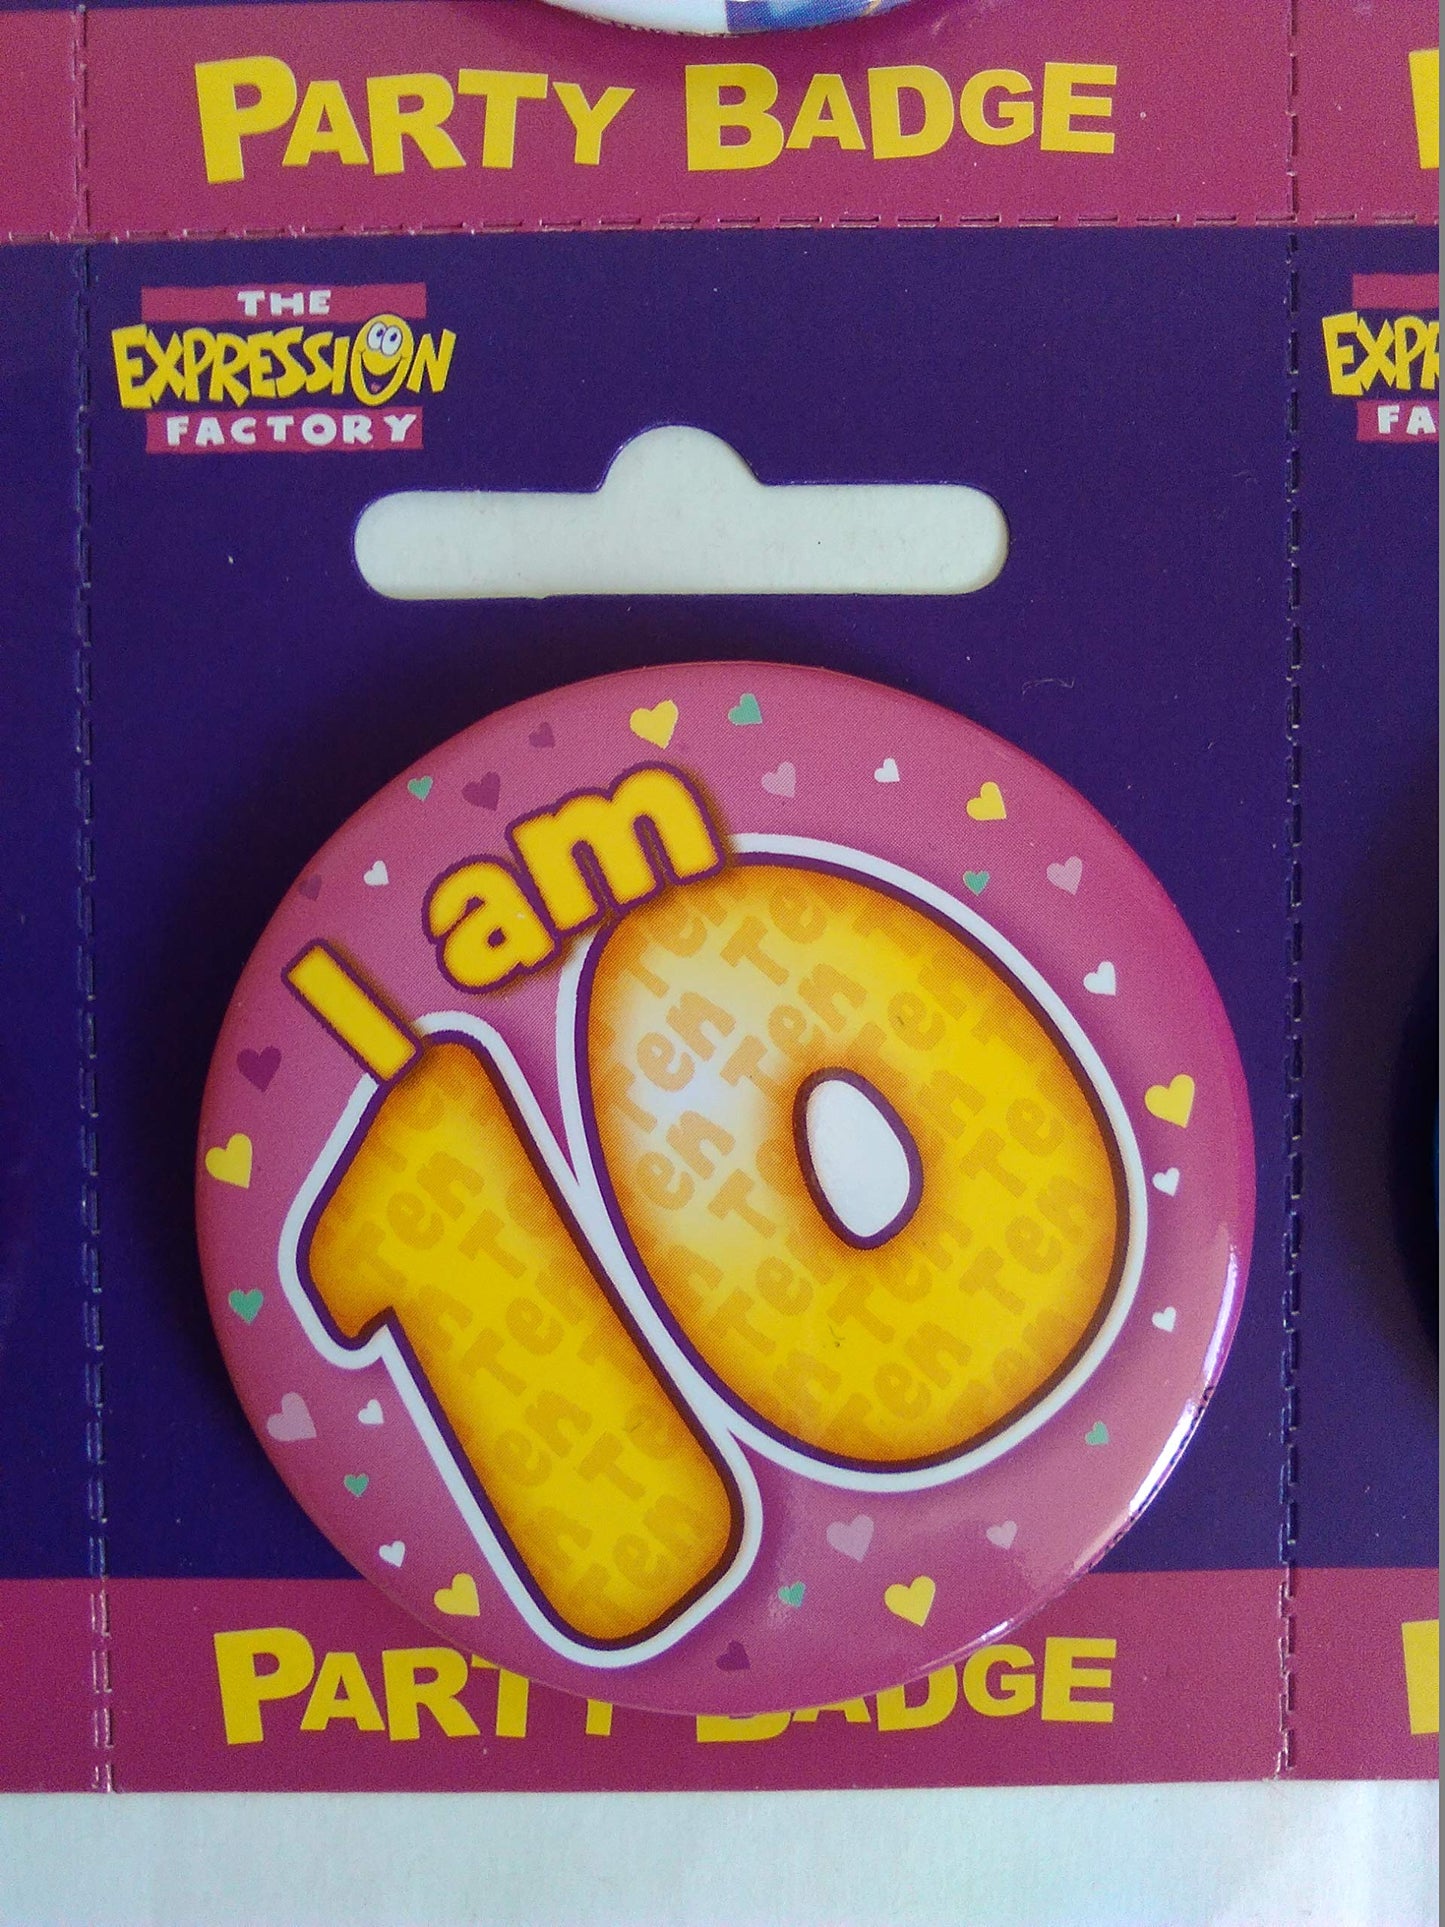 PARTY BADGE
THE
EXPRESSION
FACTORY
I am
10
PARTY BADGE